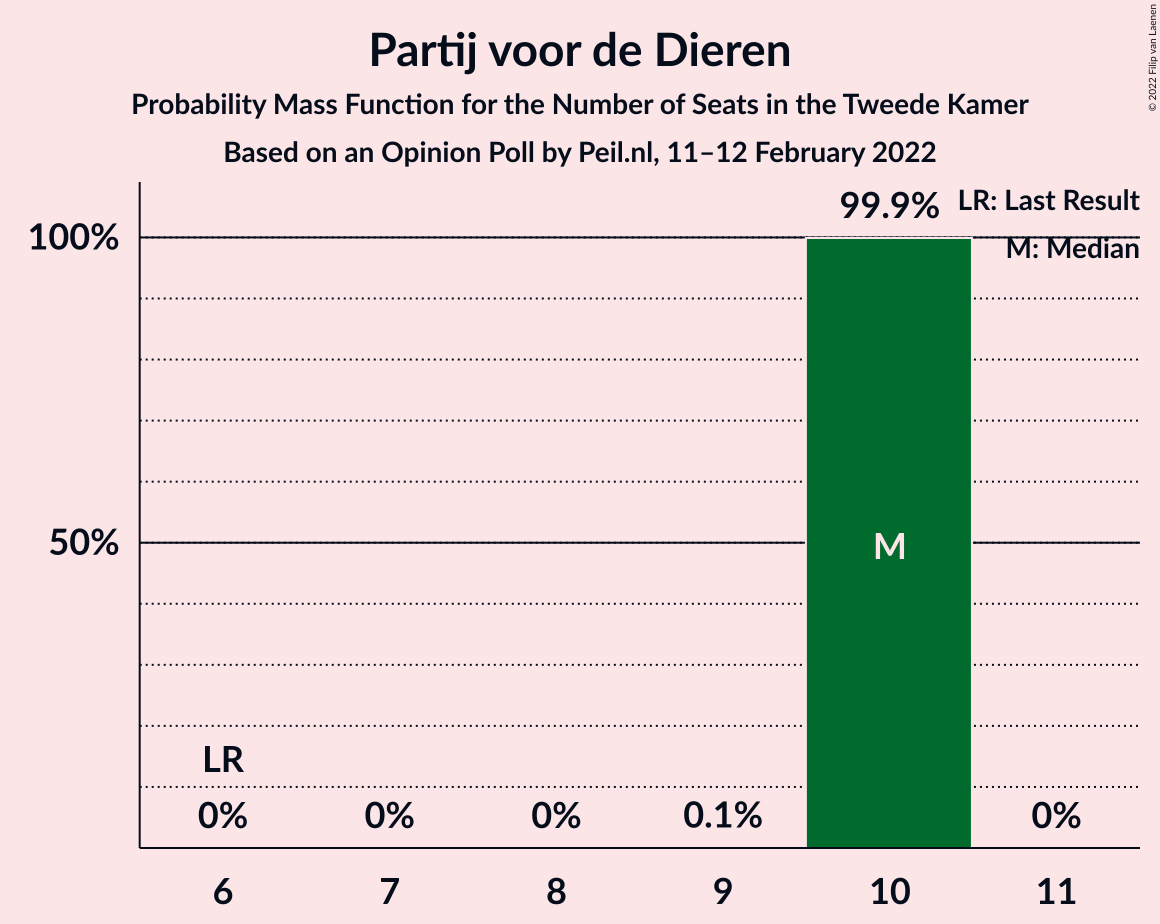 Partij voor de Dieren
Probability Mass Function for the Number of Seats in the Tweede Kamer
Based on an Opinion Poll by Peil.nl, 11–12 February 2022
© 2022 Filip van Laenen
99.9%
LR: Last Result
100%
M: Median
50%
M
LR
0%
0%
0%
0.1%
0%
6
7
8
9
10
11